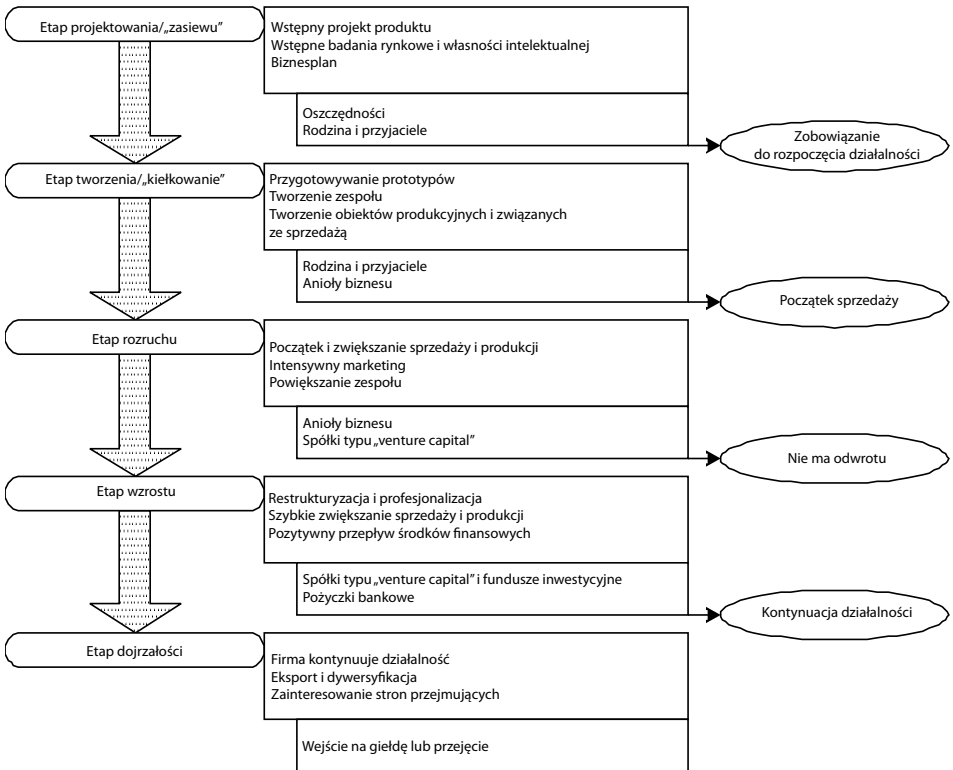 Etap projektowania/„zasiewu”
Wstępny projekt produktu
Wstępne badania rynkowe i własności intelektualnej
Biznesplan
Oszczędności
Rodzina i przyjaciele
Zobowiązanie
do rozpoczęcia działalności
Etap tworzenia/„kiełkowanie”
Przygotowywanie prototypów
Tworzenie zespołu
Tworzenie obiektów produkcyjnych i związanych
ze sprzedażą
Rodzina i przyjaciele
Anioły biznesu
Początek sprzedaży
Etap rozruchu
Początek i zwiększanie sprzedaży i produkcji
Intensywny marketing
Powiększanie zespołu
Anioły biznesu
Spółki typu „venture capital”
Nie ma odwrotu
Etap wzrostu
Restrukturyzacja i profesjonalizacja
Szybkie zwiększanie sprzedaży i produkcji
Pozytywny przepływ środków finansowych
Spółki typu „venture capital” i fundusze inwestycyjne
Pożyczki bankowe
Kontynuacja działalności
Etap dojrzałości
Firma kontynuuje działalność
Eksport i dywersyfikacja
Zainteresowanie stron przejmujących
Wejście na giełdę lub przejęcie